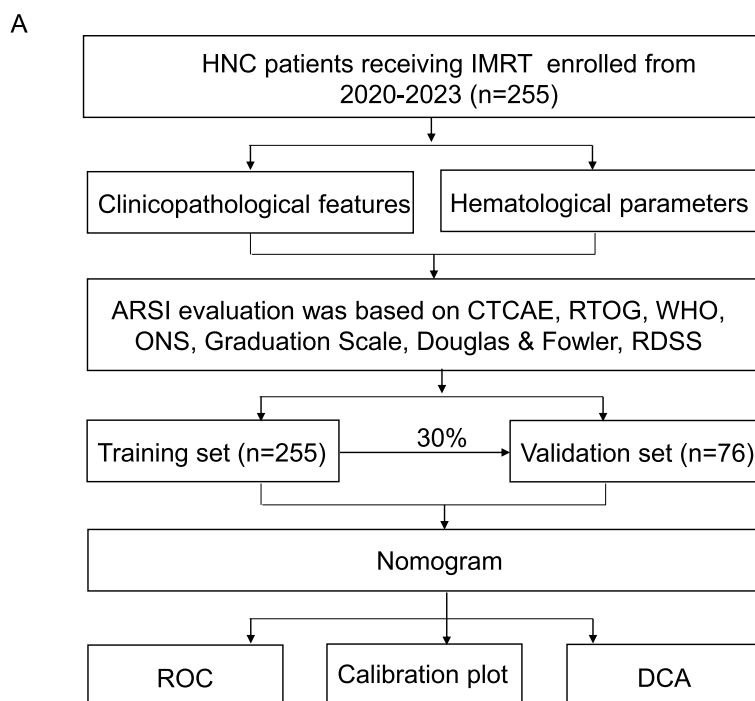 A
HNC patients receiving IMRT enrolled from
2020-2023 (n=255)
Clinicopathological features
Hematological parameters
ARSI evaluation was based on CTCAE, RTOG, WHO,
ONS, Graduation Scale, Douglas & Fowler, RDSS
Training set (n=255)
30%
Validation set (n=76)
Nomogram
ROC
Calibration plot
DCA